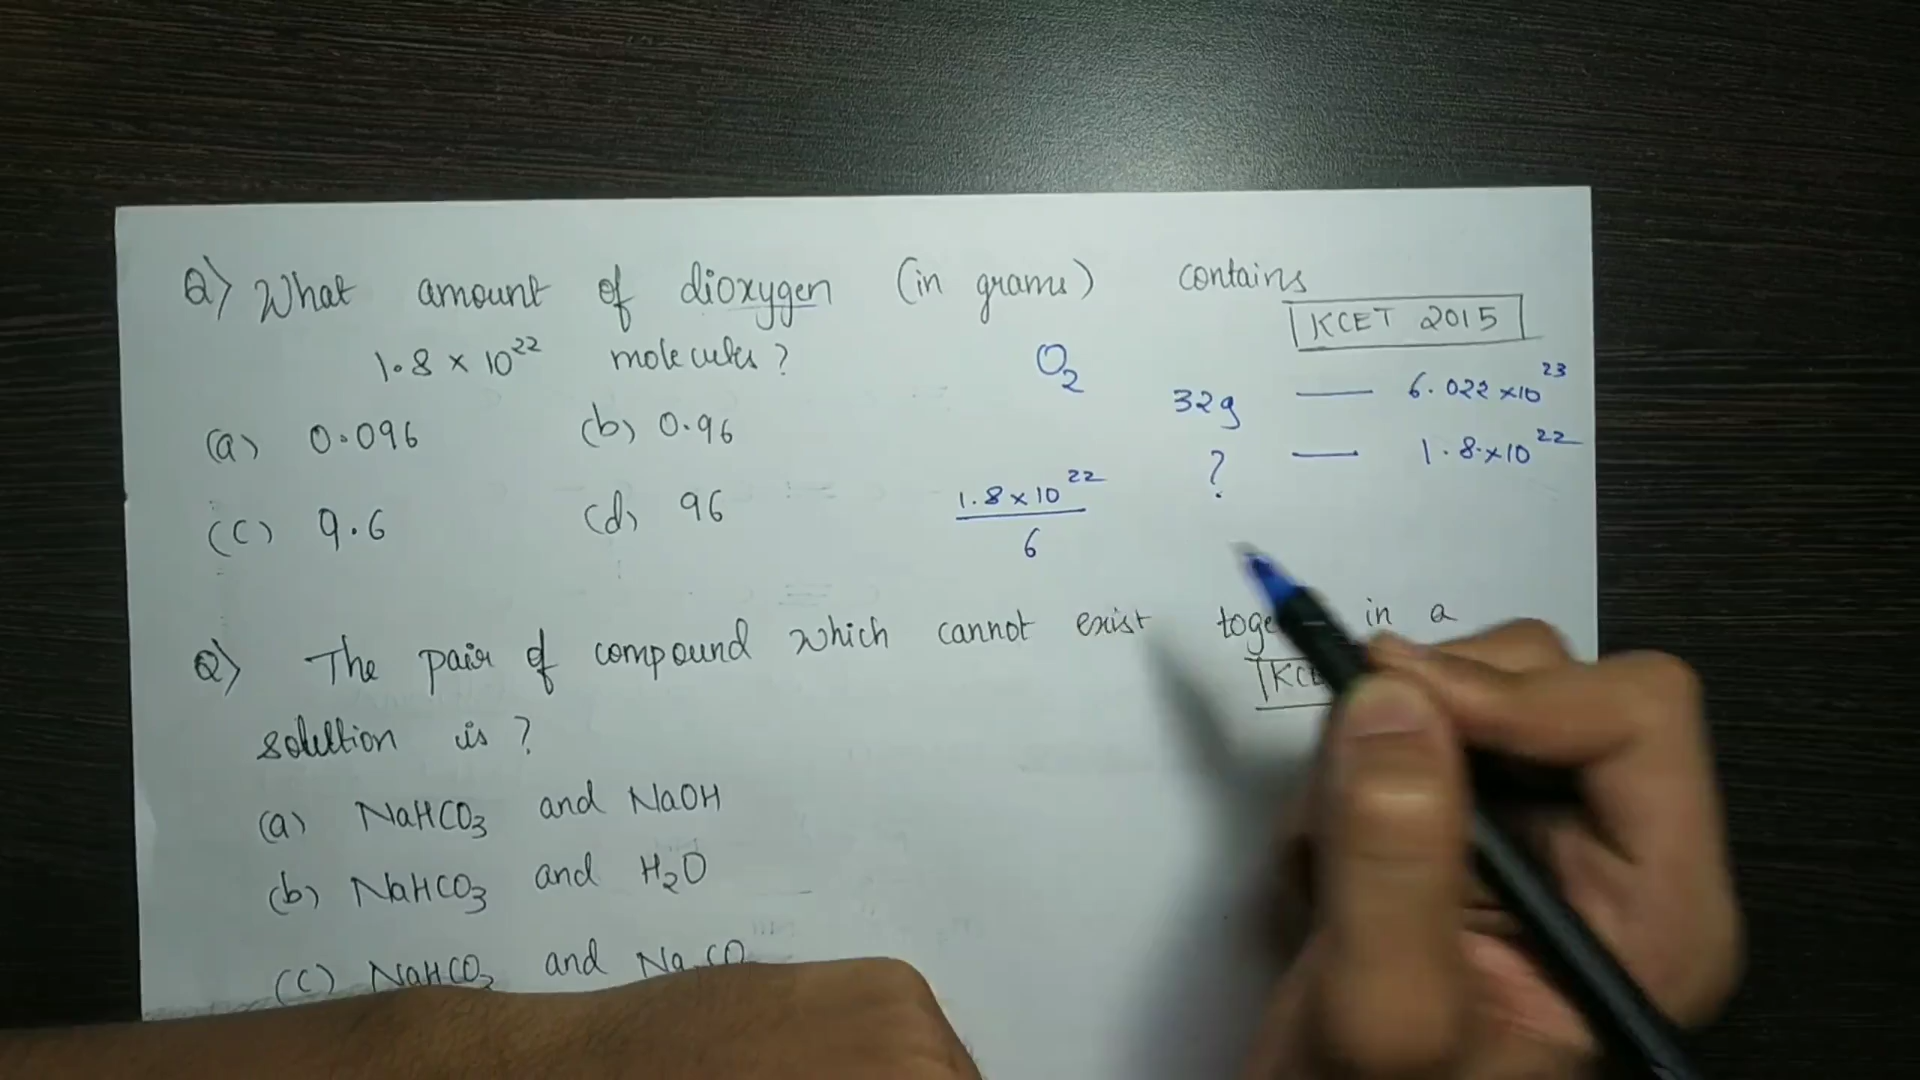 Q) What amount of dioxygen (in grams) contains
KCET 2015
1.8 × 10²² molecules?
O₂
32g — 6.022×10²³
? — 1.8×10²²
(a) 0.096 (b) 0.96
(c) 9.6 (d) 96
1.8×10²²
6
Q) The pair of compound which cannot exist in a
solution is?
(a) NaHCO₃ and NaOH
(b) NaHCO₃ and H₂O
(c) NaHCO₃ and